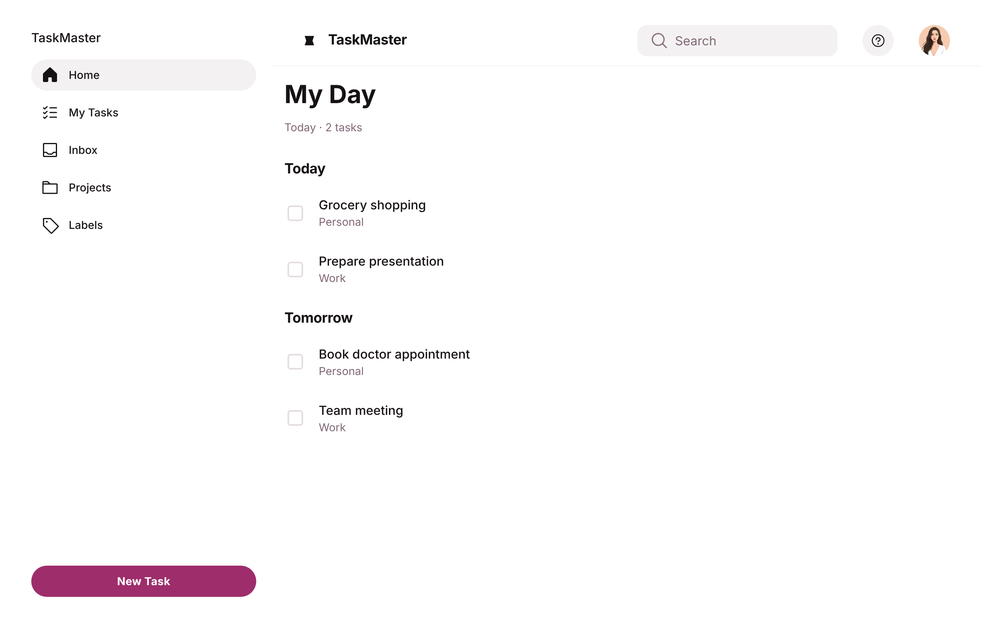 TaskMaster
Home
My Tasks
Inbox
Projects
Labels
New Task
TaskMaster
Search
My Day
Today · 2 tasks
Today
Grocery shopping
Personal
Prepare presentation
Work
Tomorrow
Book doctor appointment
Personal
Team meeting
Work